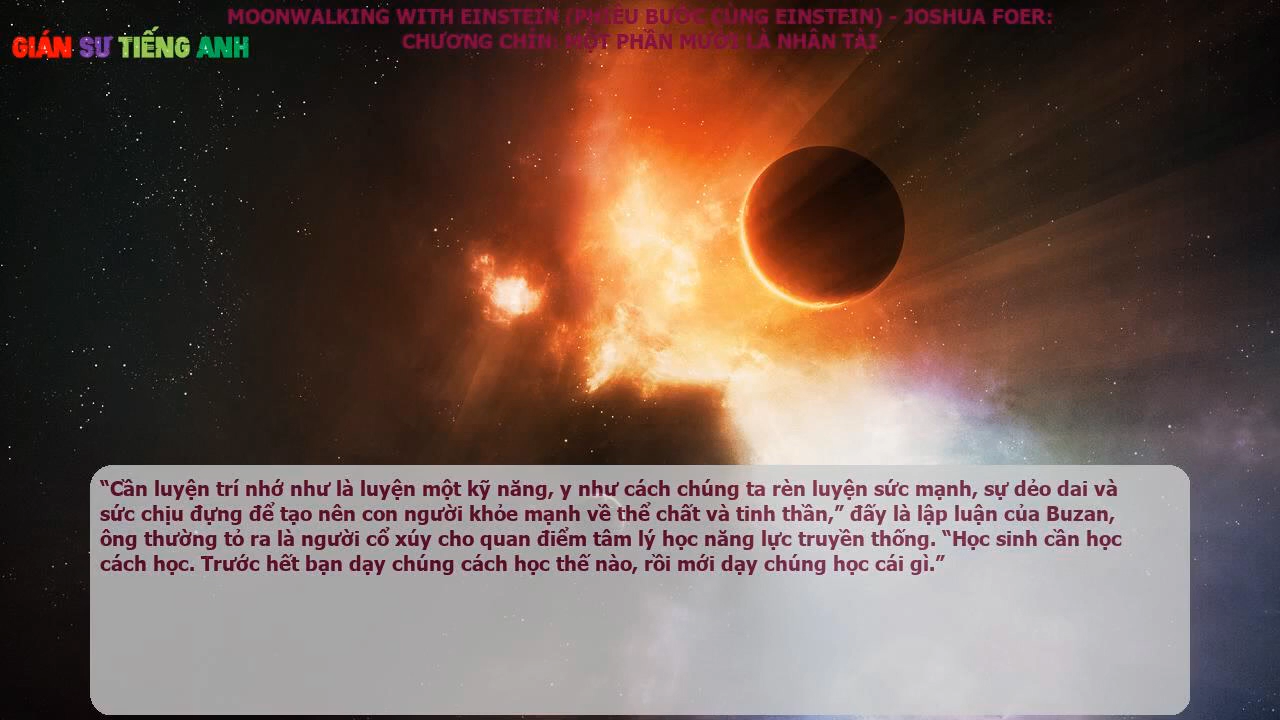 MOONWALKING WITH EINSTEIN (PHIÊU BƯỚC CÙNG EINSTEIN) - JOSHUA FOER:
CHƯƠNG CHÍN: MỘT PHẦN MƯỜI LÀ NHÂN TÀI
GIÁN SỰ TIẾNG ANH
“Cần luyện trí nhớ như là luyện một kỹ năng, y như cách chúng ta rèn luyện sức mạnh, sự dẻo dai và
sức chịu đựng để tạo nên con người khỏe mạnh về thể chất và tinh thần,” đấy là lập luận của Buzan,
ông thường tỏ ra là người cổ xúy cho quan điểm tâm lý học năng lực truyền thống. “Học sinh cần học
cách học. Trước hết bạn dạy chúng cách học thế nào, rồi mới dạy chúng học cái gì.”